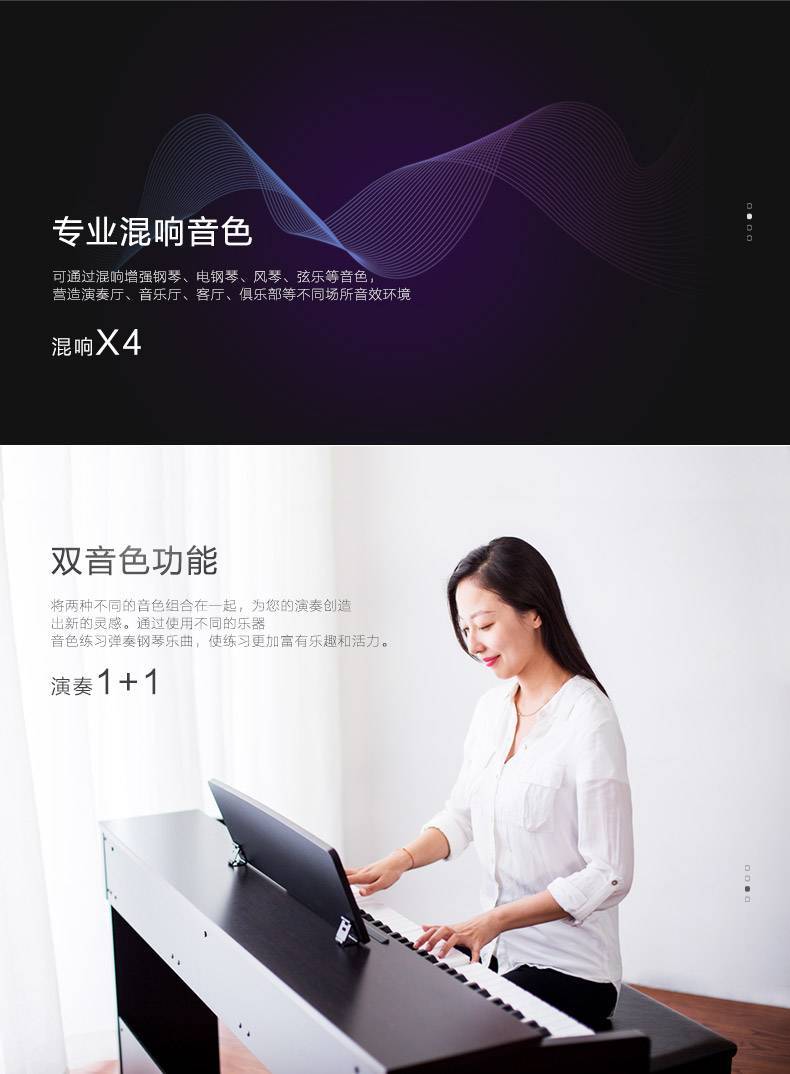 专业混响音色
可通过混响增强钢琴、电钢琴、风琴、弦乐等音色，
营造演奏厅、音乐厅、客厅、俱乐部等不同场所音效环境
混响X4
双音色功能
将两种不同的音色组合在一起，为您的演奏创造
出新的灵感。通过使用不同的乐器
音色练习弹奏钢琴乐曲，使练习更加富有乐趣和活力。
演奏1+1